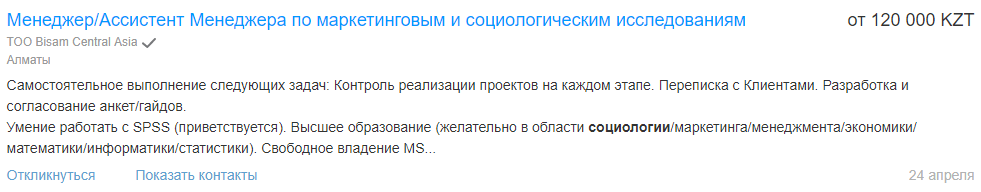 Менеджер/Ассистент Менеджера по маркетинговым и социологическим исследованиям от 120 000 KZT
ТОО Bisam Central Asia
Алматы
Самостоятельное выполнение следующих задач: Контроль реализации проектов на каждом этапе. Переписка с Клиентами. Разработка и
согласование анкет/гайдов.
Умение работать с SPSS (приветствуется). Высшее образование (желательно в области социологии/маркетинга/менеджмента/экономики/
математики/информатики/статистики). Свободное владение MS...
Откликнуться Показать контакты 24 апреля